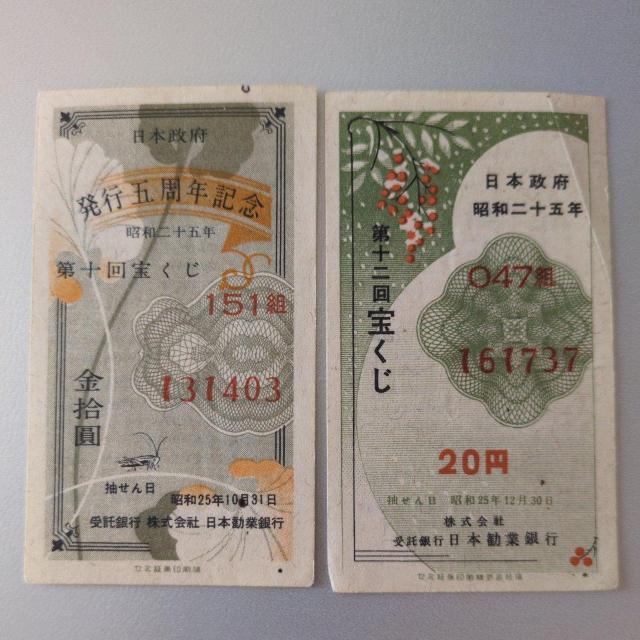 日本政府
発行五周年記念
昭和二十五年
第十回宝くじ
151組
131403
金拾圓
抽せん日 昭和25年10月31日
受託銀行 株式会社 日本勧業銀行
日本政府
昭和二十五年
第十二回宝くじ
047組
161737
20円
抽せん日 昭和25年12月30日
株式会社
受託銀行 日本勧業銀行